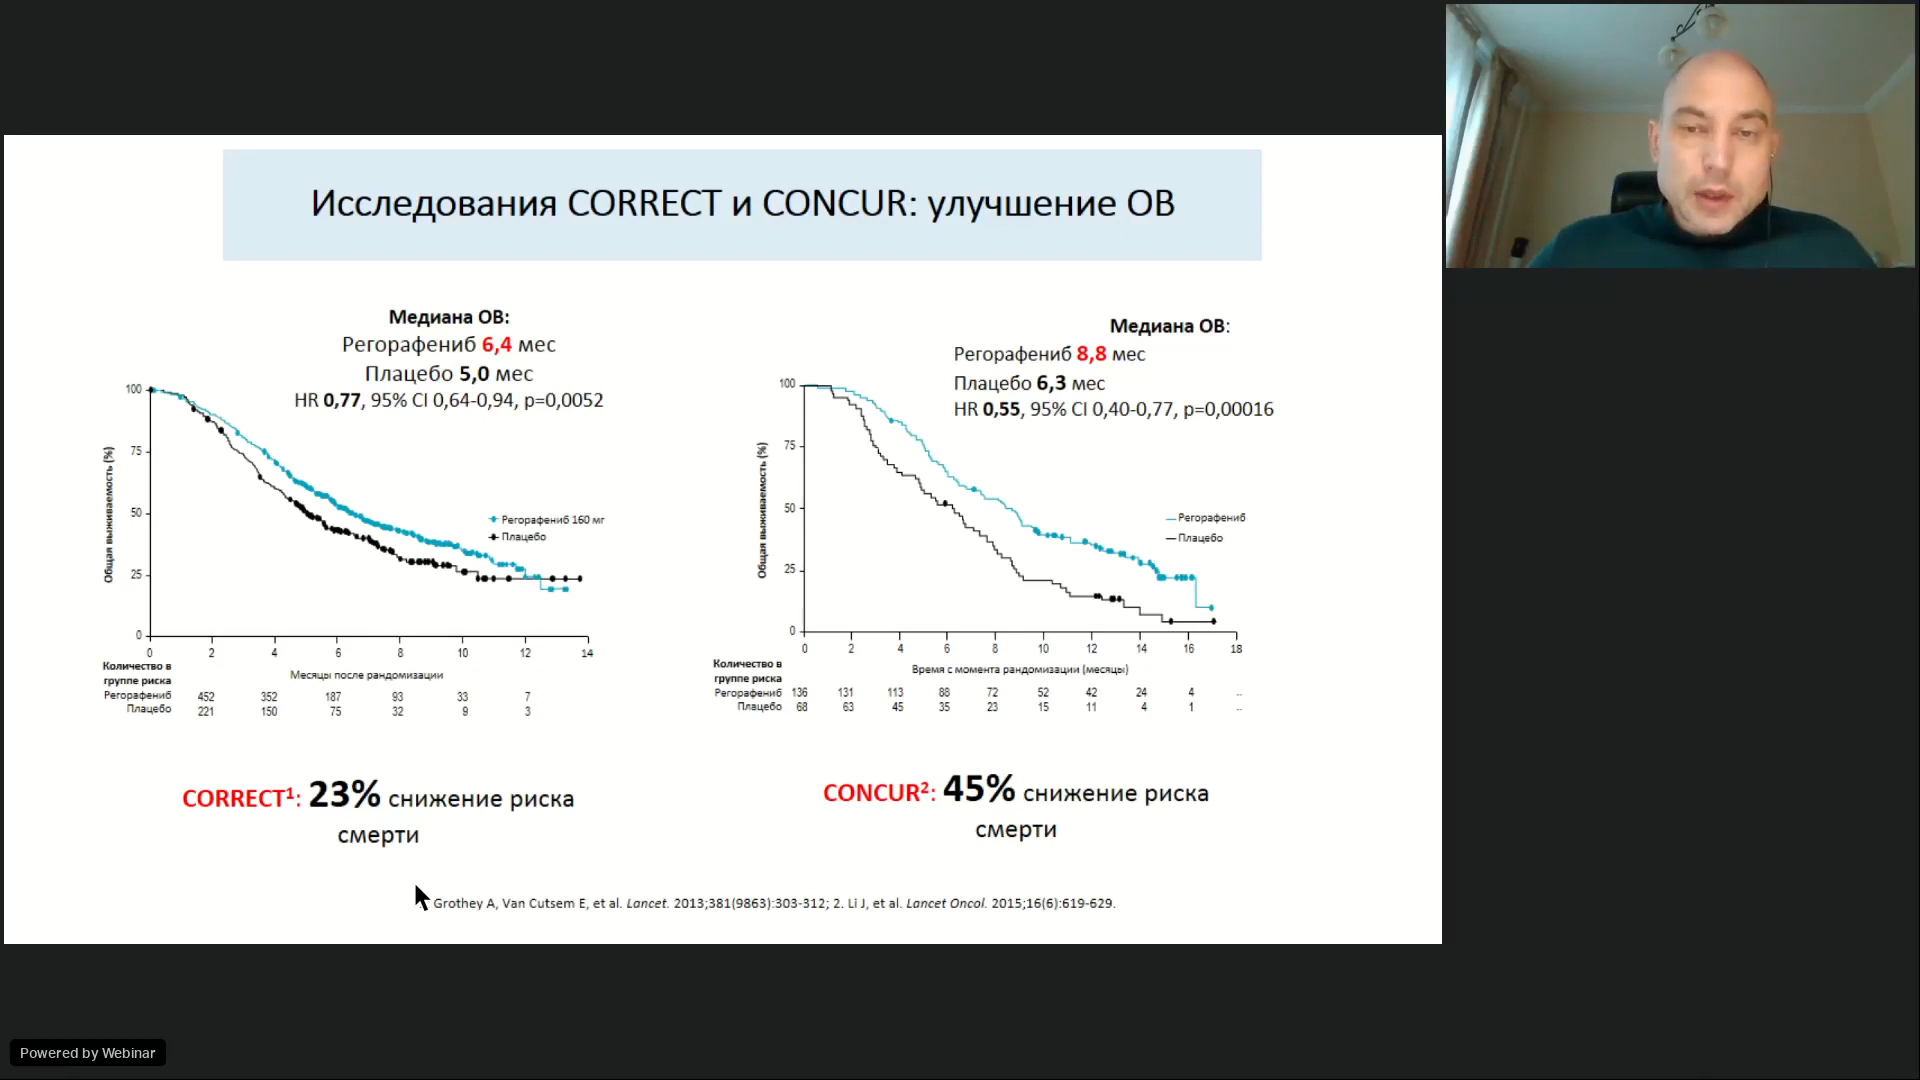 Исследования CORRECT и CONCUR: улучшение ОВ
Медиана ОВ:
Регорафениб 6,4 мес
Плацебо 5,0 мес
HR 0,77, 95% CI 0,64-0,94, p=0,0052
Общая выживаемость (%)
100
75
50
25
0
0 2 4 6 8 10 12 14
Регорафениб 160 мг
Плацебо
Месяцы после рандомизации
Количество в
группе риска
Регорафениб 452 352 187 93 33 7
Плацебо 221 150 75 32 9 3
CORRECT¹: 23% снижение риска
смерти
Медиана ОВ:
Регорафениб 8,8 мес
Плацебо 6,3 мес
HR 0,55, 95% CI 0,40-0,77, p=0,00016
Общая выживаемость (%)
100
75
50
25
0
0 2 4 6 8 10 12 14 16 18
Регорафениб
Плацебо
Время с момента рандомизации (месяцы)
Количество в
группе риска
Регорафениб 136 131 113 88 72 52 42 24 4 ..
Плацебо 68 63 45 35 23 15 11 4 1 ..
CONCUR²: 45% снижение риска
смерти
Grothey A, Van Cutsem E, et al. Lancet. 2013;381(9863):303-312; 2. Li J, et al. Lancet Oncol. 2015;16(6):619-629.
Powered by Webinar